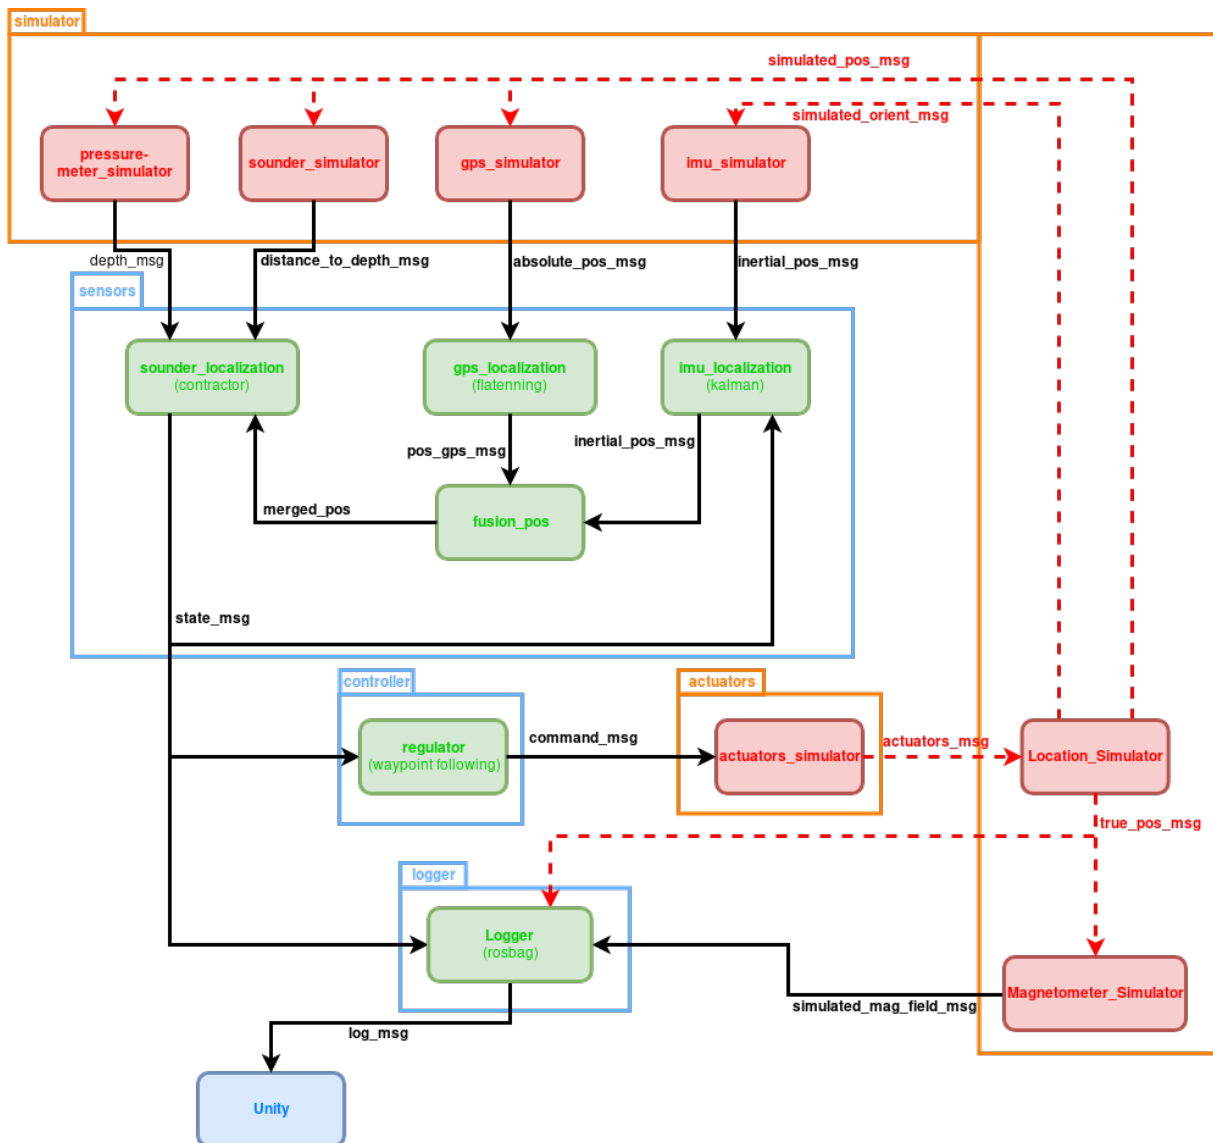 simulator
simulated_pos_msg
simulated_orient_msg
pressure-
meter_simulator
sounder_simulator
gps_simulator
imu_simulator
depth_msg
distance_to_depth_msg
absolute_pos_msg
inertial_pos_msg
sensors
sounder_localization
(contractor)
gps_localization
(flatenning)
imu_localization
(kalman)
pos_gps_msg
inertial_pos_msg
merged_pos
fusion_pos
state_msg
controller
actuators
regulator
(waypoint following)
command_msg
actuators_simulator
actuators_msg
Location_Simulator
true_pos_msg
logger
Logger
(rosbag)
Magnetometer_Simulator
simulated_mag_field_msg
log_msg
Unity